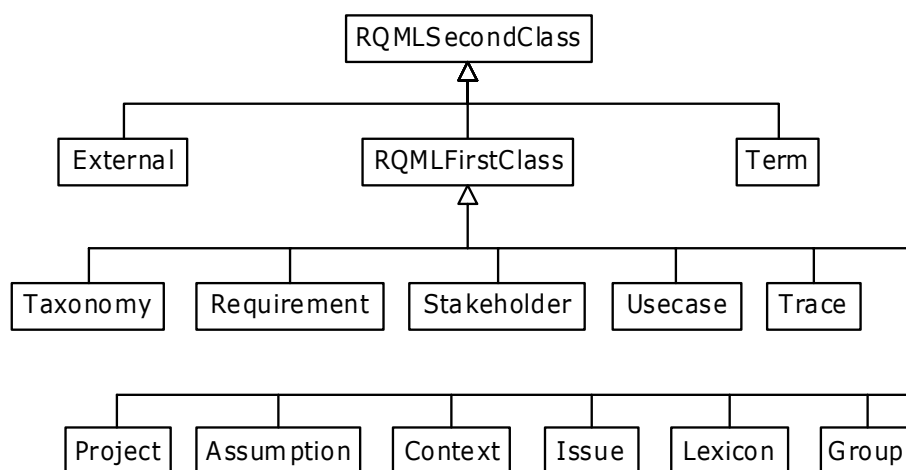 RQMLSecondClass
External RQMLFirstClass Term
Taxonomy Requirement Stakeholder Usecase Trace
Project Assumption Context Issue Lexicon Group